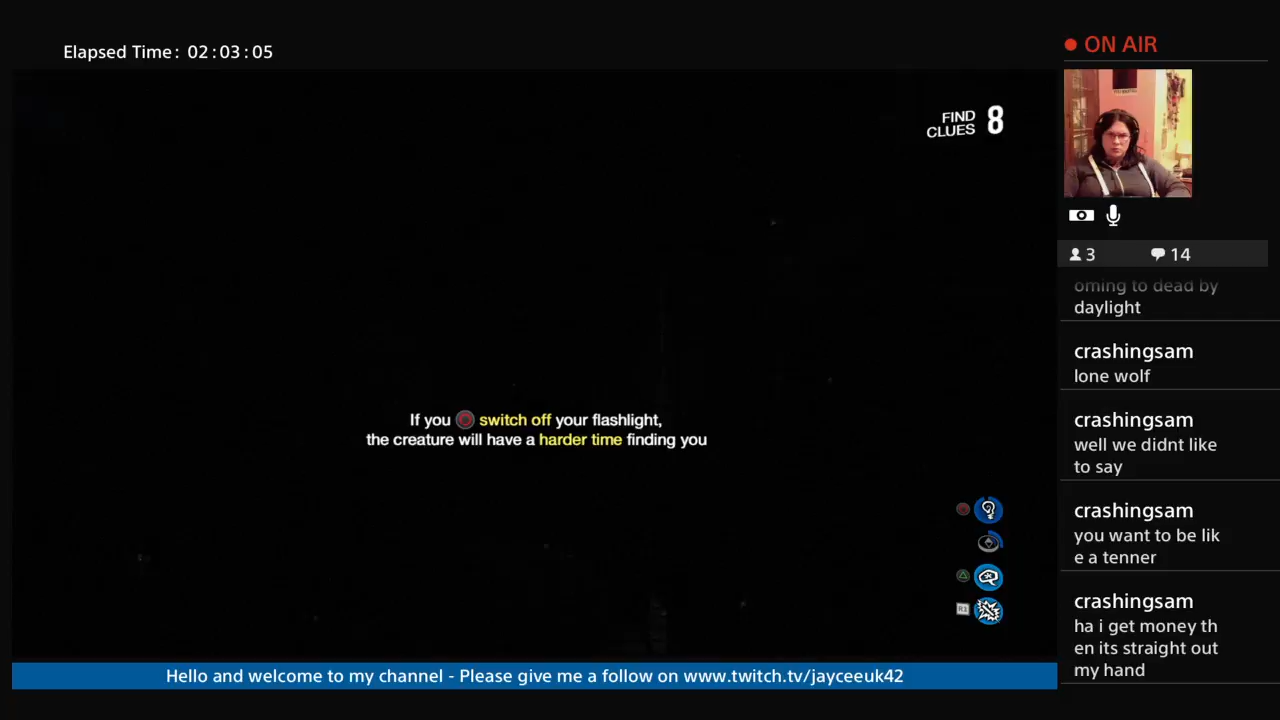 Elapsed Time: 02:03:05
ON AIR
FIND
CLUES 8
3 14
oming to dead by
daylight
crashingsam
lone wolf
crashingsam
well we didnt like
to say
If you switch off your flashlight,
the creature will have a harder time finding you
crashingsam
you want to be lik
e a tenner
crashingsam
ha i get money th
en its straight out
my hand
R1
Hello and welcome to my channel - Please give me a follow on www.twitch.tv/jayceeuk42